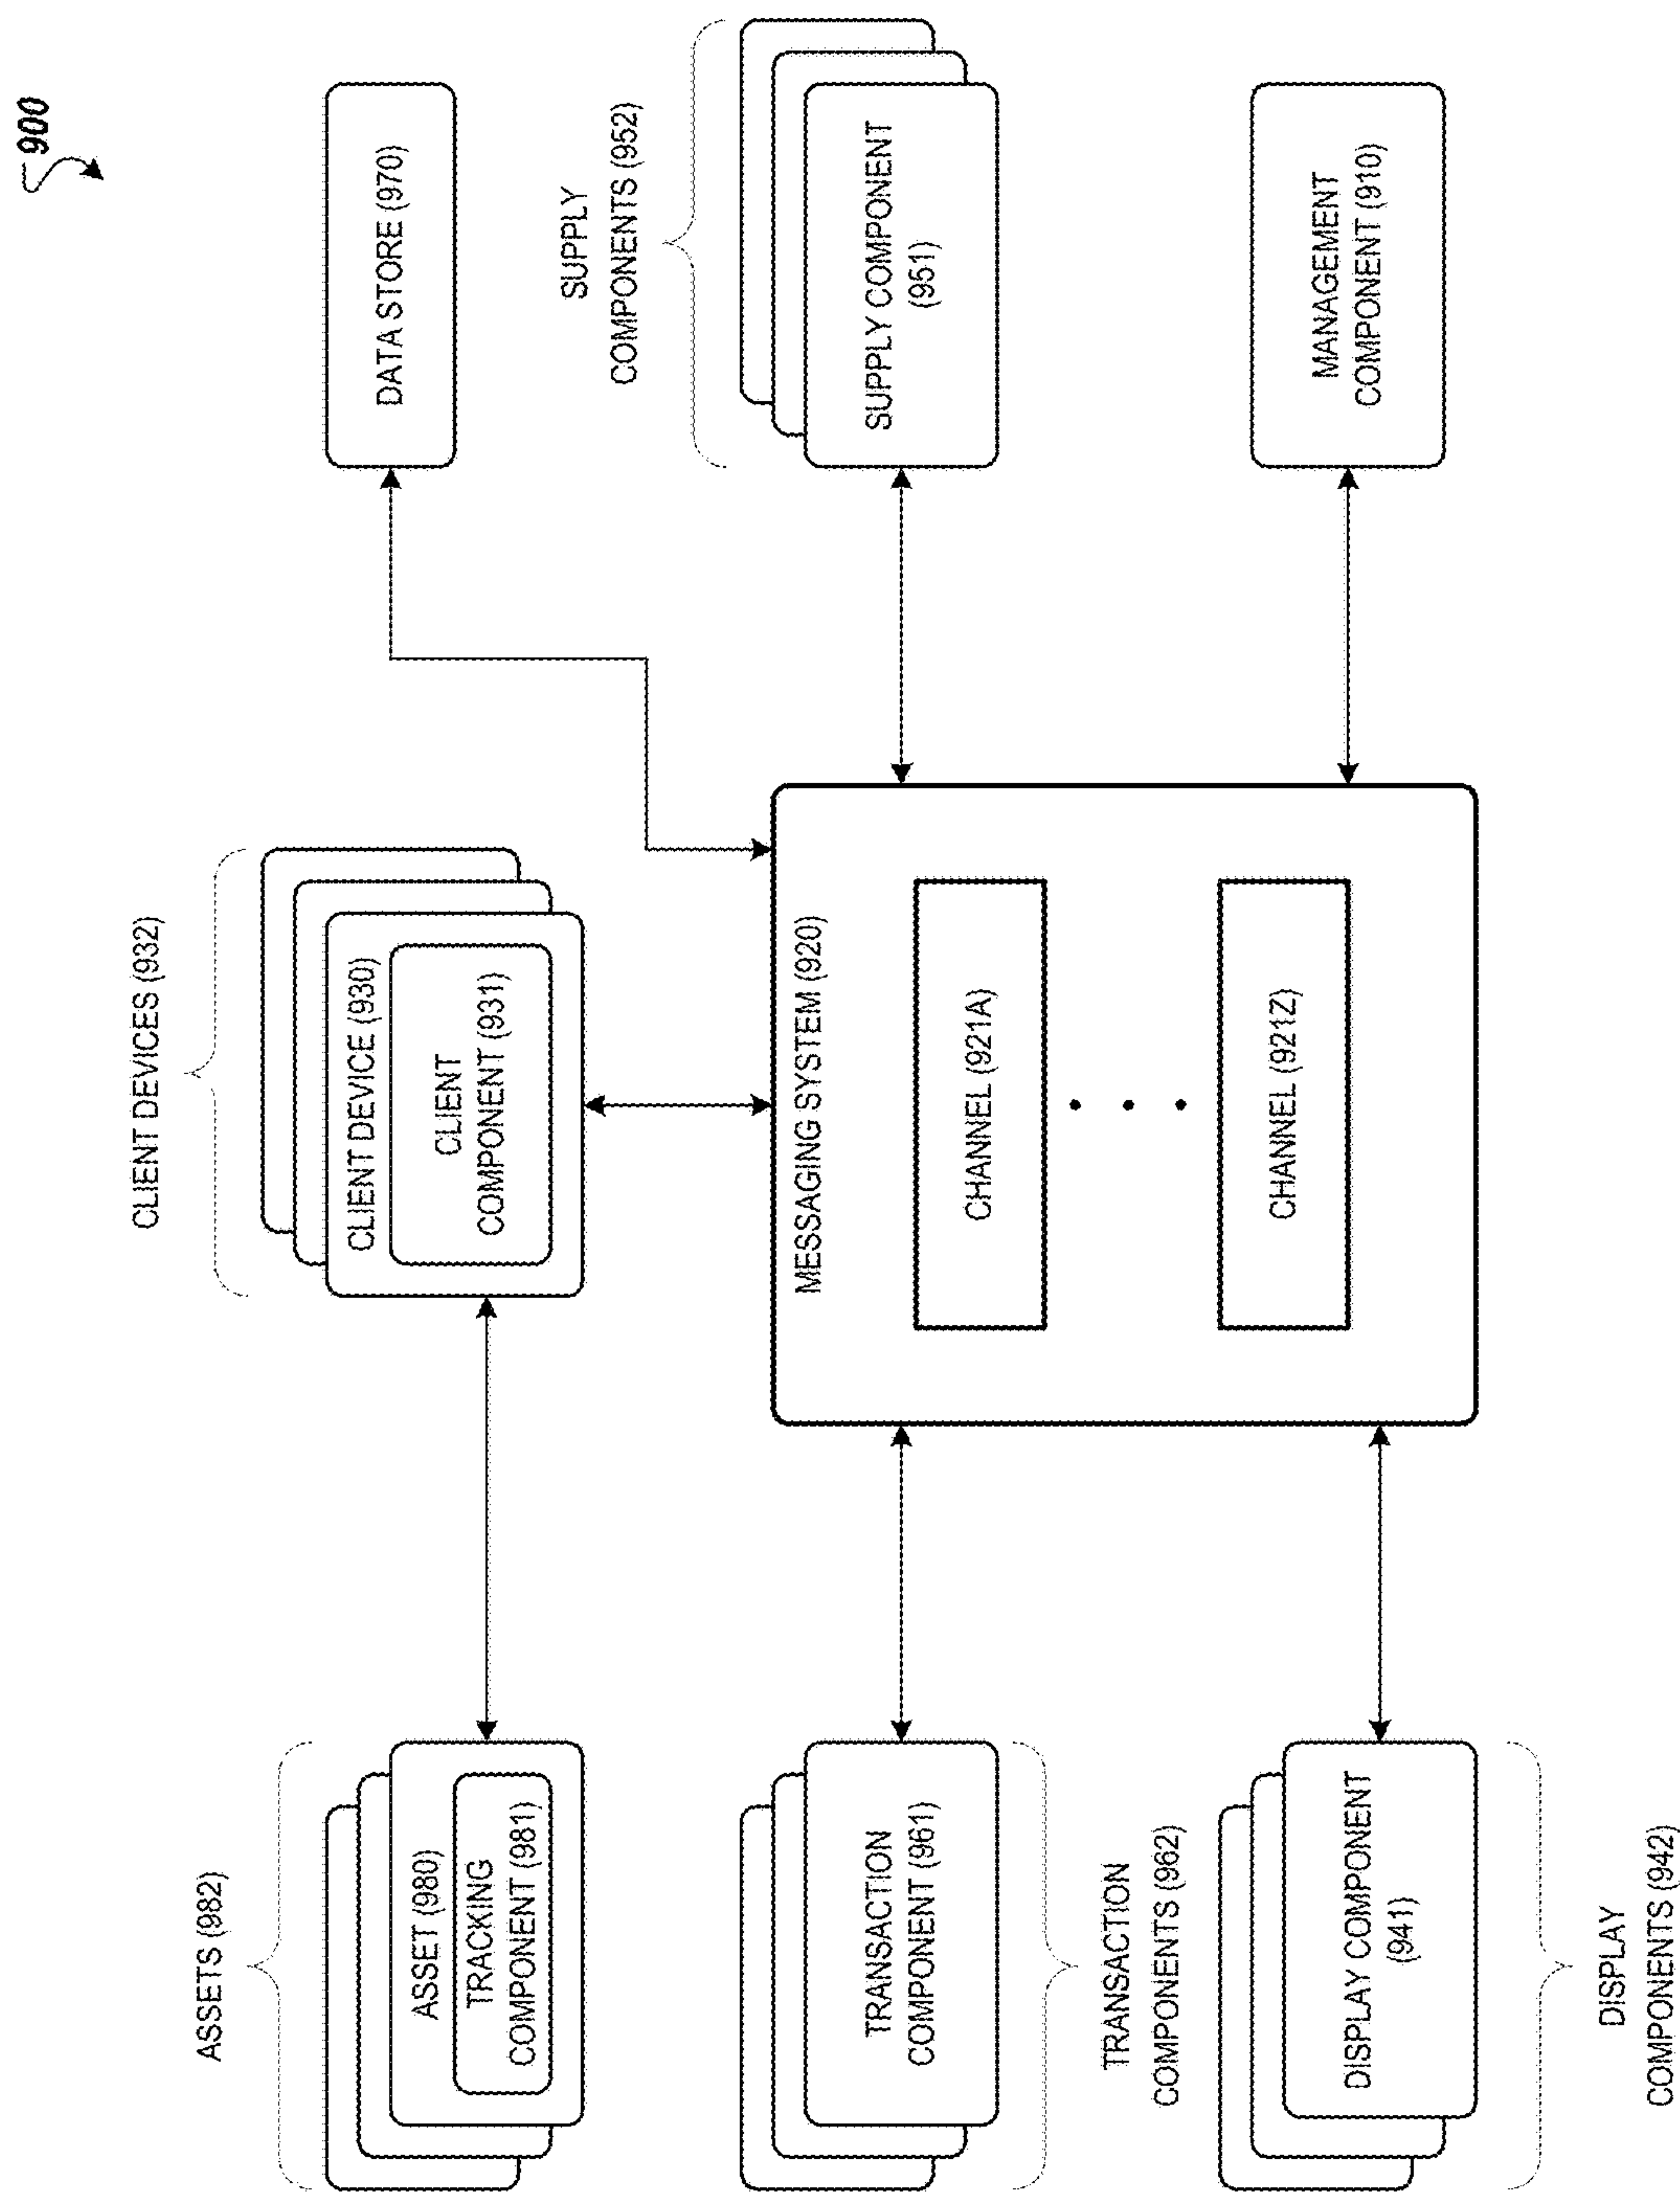 900
ASSETS (982)
ASSET (980)
TRACKING
COMPONENT (981)
CLIENT DEVICES (932)
CLIENT DEVICE (930)
CLIENT
COMPONENT (931)
DATA STORE (970)
TRANSACTION
COMPONENT (961)
TRANSACTION
COMPONENTS (962)
MESSAGING SYSTEM (920)
CHANNEL (921A)
CHANNEL (921Z)
SUPPLY
COMPONENTS (952)
SUPPLY COMPONENT
(951)
DISPLAY COMPONENT
(941)
DISPLAY
COMPONENTS (942)
MANAGEMENT
COMPONENT (910)